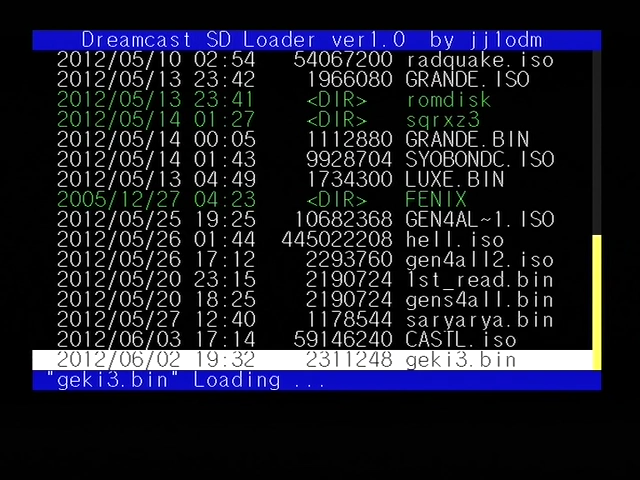 Dreamcast SD Loader ver1.0 by jj1odm
2012/05/10 02:54 54067200 radquake.iso
2012/05/13 23:42 1966080 GRANDE.ISO
2012/05/13 23:41 <DIR> romdisk
2012/05/14 01:27 <DIR> sqrxz3
2012/05/14 00:05 1112880 GRANDE.BIN
2012/05/14 01:43 9928704 SYOBONDC.ISO
2012/05/13 04:49 1734300 LUXE.BIN
2005/12/27 04:23 <DIR> FENIX
2012/05/25 19:25 10682368 GEN4AL~1.ISO
2012/05/26 01:44 445022208 hell.iso
2012/05/26 17:12 2293760 gen4all2.iso
2012/05/20 23:15 2190724 1st_read.bin
2012/05/20 18:25 2190724 gens4all.bin
2012/05/27 12:40 1178544 saryarya.bin
2012/06/03 17:14 59146240 CASTL.iso
2012/06/02 19:32 2311248 geki3.bin
"geki3.bin" Loading ...